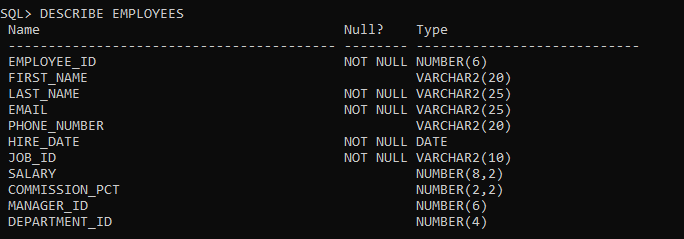 SQL> DESCRIBE EMPLOYEES
 Name                                      Null?    Type
 ----------------------------------------- -------- ----------------------------
 EMPLOYEE_ID                               NOT NULL NUMBER(6)
 FIRST_NAME                                         VARCHAR2(20)
 LAST_NAME                                 NOT NULL VARCHAR2(25)
 EMAIL                                     NOT NULL VARCHAR2(25)
 PHONE_NUMBER                                       VARCHAR2(20)
 HIRE_DATE                                 NOT NULL DATE
 JOB_ID                                    NOT NULL VARCHAR2(10)
 SALARY                                             NUMBER(8,2)
 COMMISSION_PCT                                     NUMBER(2,2)
 MANAGER_ID                                         NUMBER(6)
 DEPARTMENT_ID                                      NUMBER(4)